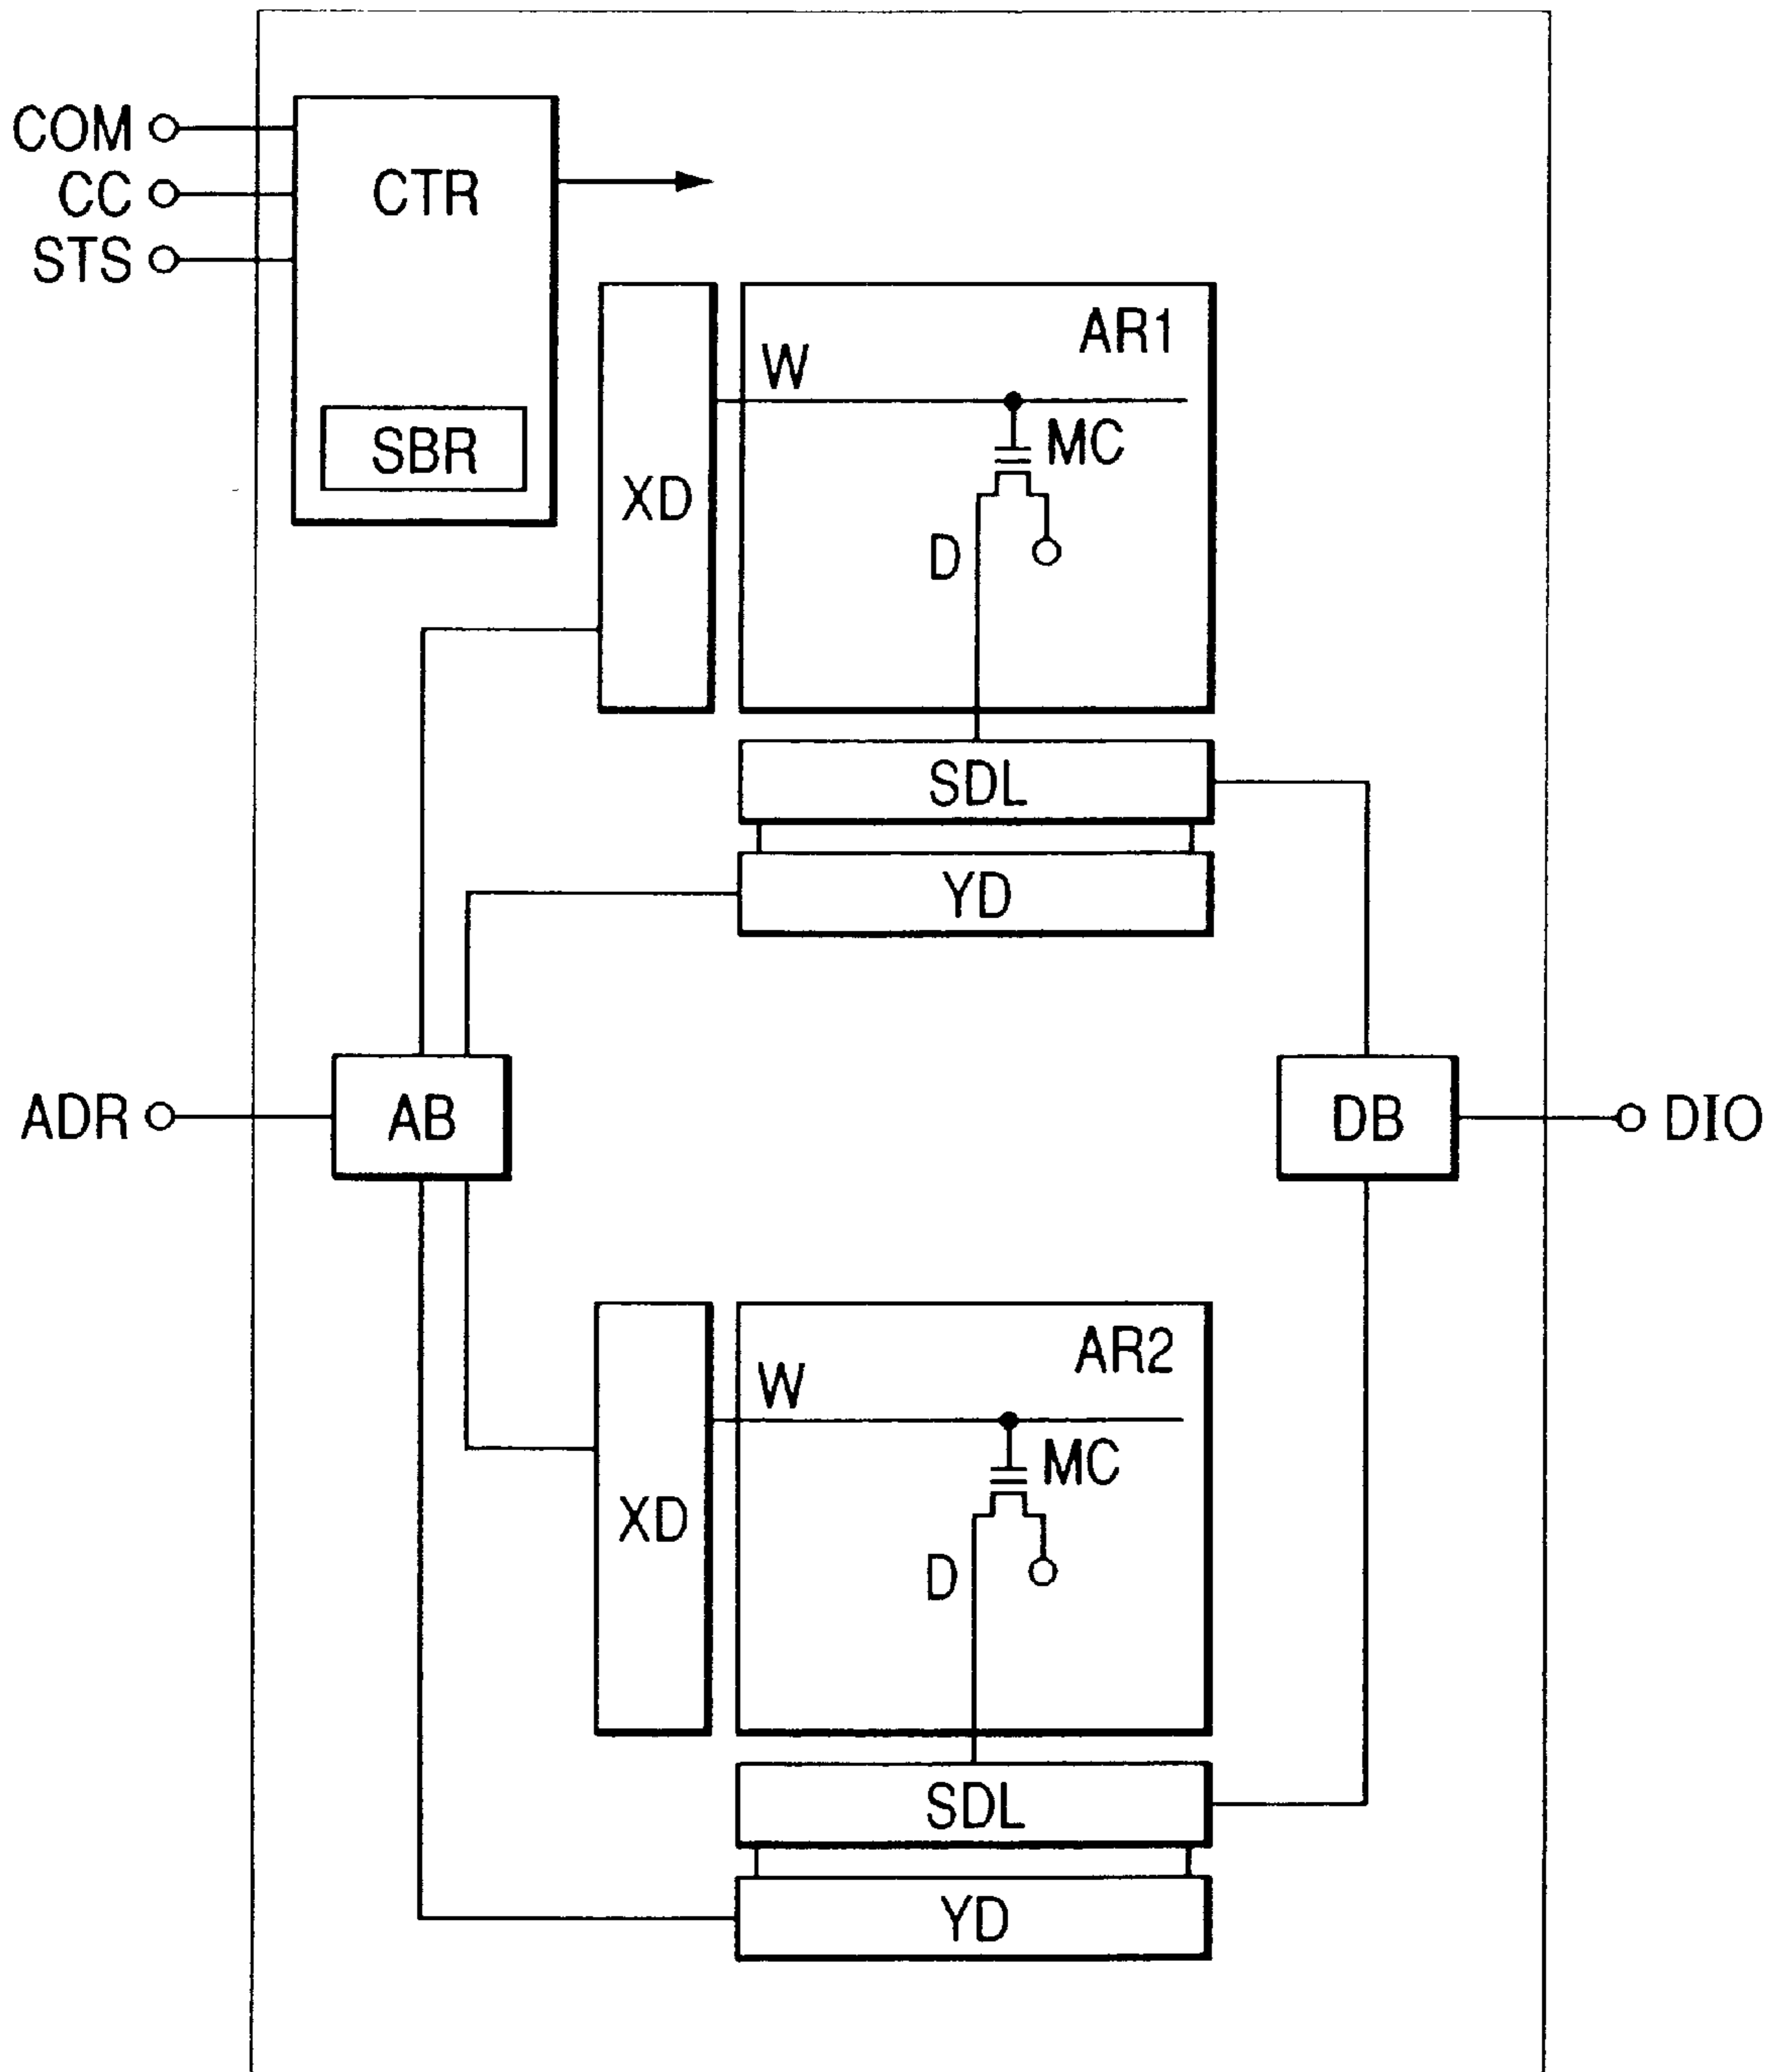 COM
CC
STS
CTR
SBR
XD
AR1
W
MC
D
SDL
YD
ADR
AB
DB
DIO
XD
AR2
W
MC
D
SDL
YD